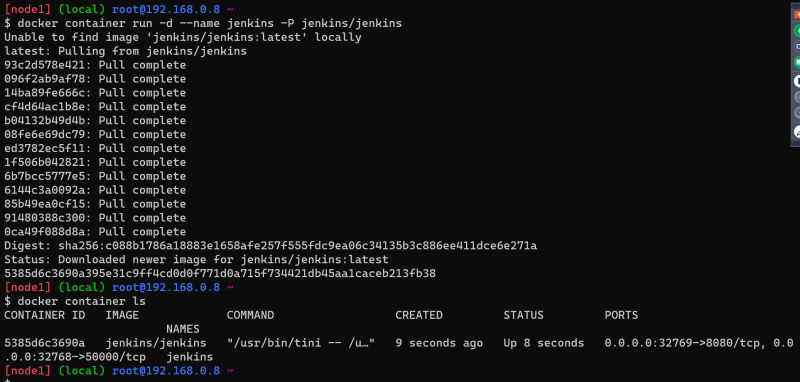 [node1] (local) root@192.168.0.8 ~
$ docker container run -d --name jenkins -P jenkins/jenkins
Unable to find image 'jenkins/jenkins:latest' locally
latest: Pulling from jenkins/jenkins
93c2d578e421: Pull complete
096f2ab9af78: Pull complete
14ba89fe666c: Pull complete
cf4d64ac1b8e: Pull complete
b04132b49d4b: Pull complete
08fe6e69dc79: Pull complete
ed3782ec5f11: Pull complete
1f506b042821: Pull complete
6b7bcc5777e5: Pull complete
6144c3a0092a: Pull complete
85b49ea0cf15: Pull complete
91480388c300: Pull complete
0ca49f088d8a: Pull complete
Digest: sha256:c088b1786a18883e1658afe257f555fdc9ea06c34135b3c886ee411dce6e271a
Status: Downloaded newer image for jenkins/jenkins:latest
5385d6c3690a395e31c9ff4cd0d0f771d0a715f734421db45aa1caceb213fb38
[node1] (local) root@192.168.0.8 ~
$ docker container ls
CONTAINER ID   IMAGE             COMMAND                  CREATED         STATUS         PORTS
                       NAMES
5385d6c3690a   jenkins/jenkins   "/usr/bin/tini -- /u…"   9 seconds ago   Up 8 seconds   0.0.0.0:32769->8080/tcp, 0.0
.0.0:32768->50000/tcp   jenkins
[node1] (local) root@192.168.0.8 ~
$